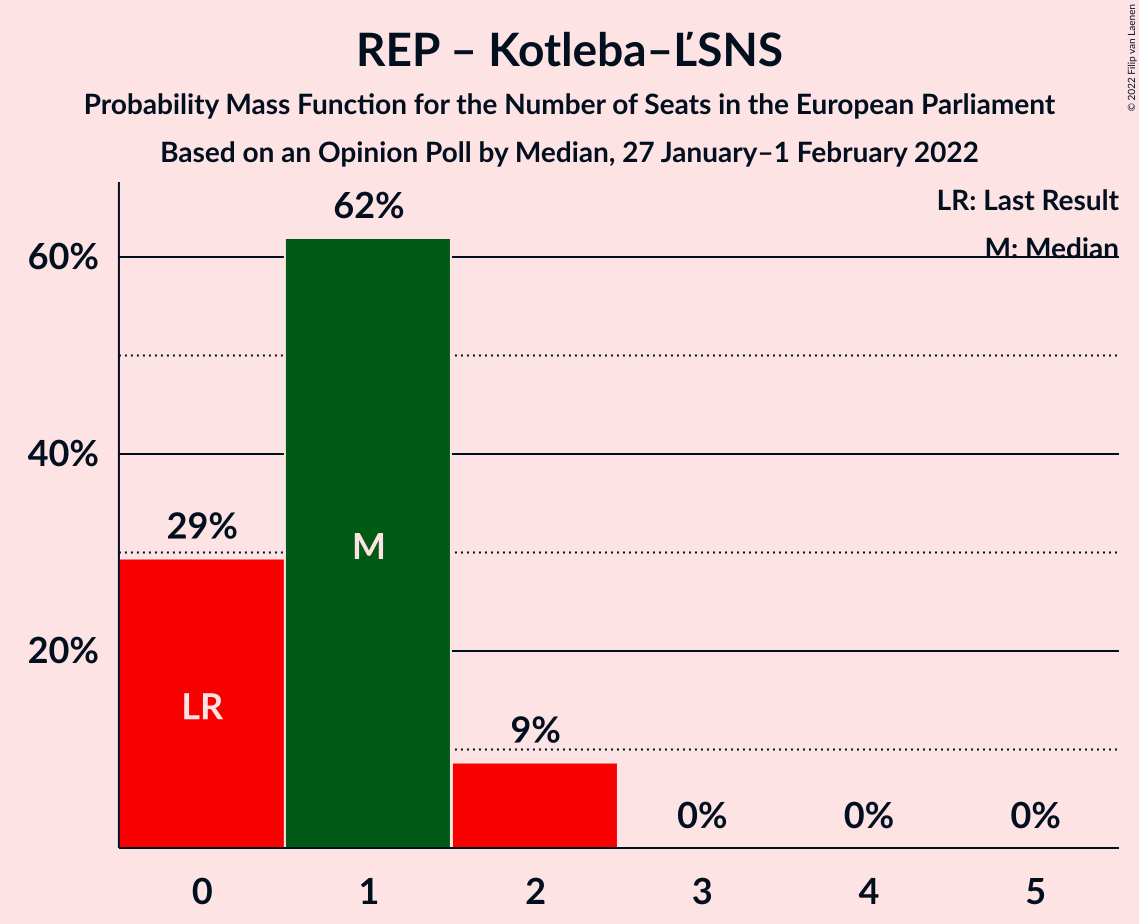 REP – Kotleba–ĽSNS
Probability Mass Function for the Number of Seats in the European Parliament
Based on an Opinion Poll by Median, 27 January–1 February 2022
© 2022 Filip van Laenen
LR: Last Result
M: Median
62%
60%
40%
29%
M
20%
LR
9%
0% 0% 0%
0 1 2 3 4 5